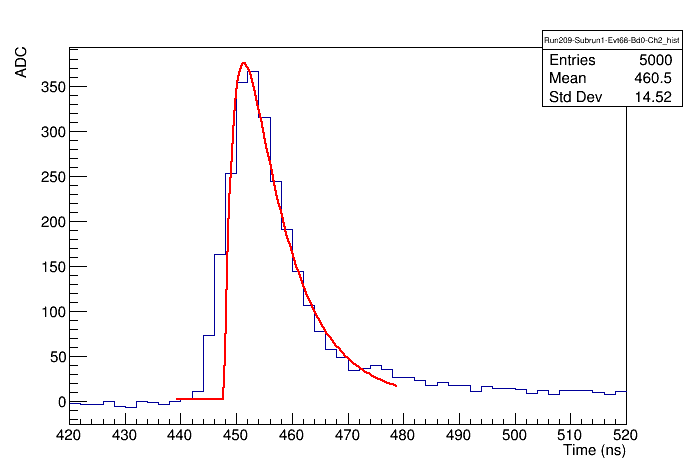 Run209-Subrun1-Evt66-Bd0-Ch2_hist
Entries 5000
Mean 460.5
Std Dev 14.52
ADC
350
300
250
200
150
100
50
0
420 430 440 450 460 470 480 490 500 510 520
Time (ns)